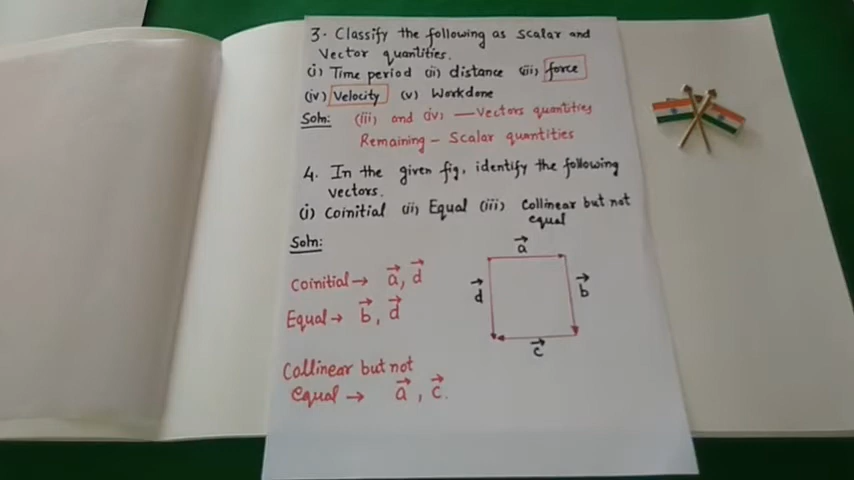 3. Classify the following as scalar and
Vector quantities.
(i) Time period (ii) distance (iii) force
(iv) Velocity (v) Workdone
Soln: (iii) and (iv) — Vectors quantities
Remaining - Scalar quantities
4. In the given fig, identify the following
vectors.
(i) Coinitial (ii) Equal (iii) Collinear but not
equal
Soln:
Coinitial → a⃗, d⃗
Equal → b⃗, d⃗
Collinear but not
equal → a⃗, c⃗.
a⃗
d⃗
b⃗
c⃗